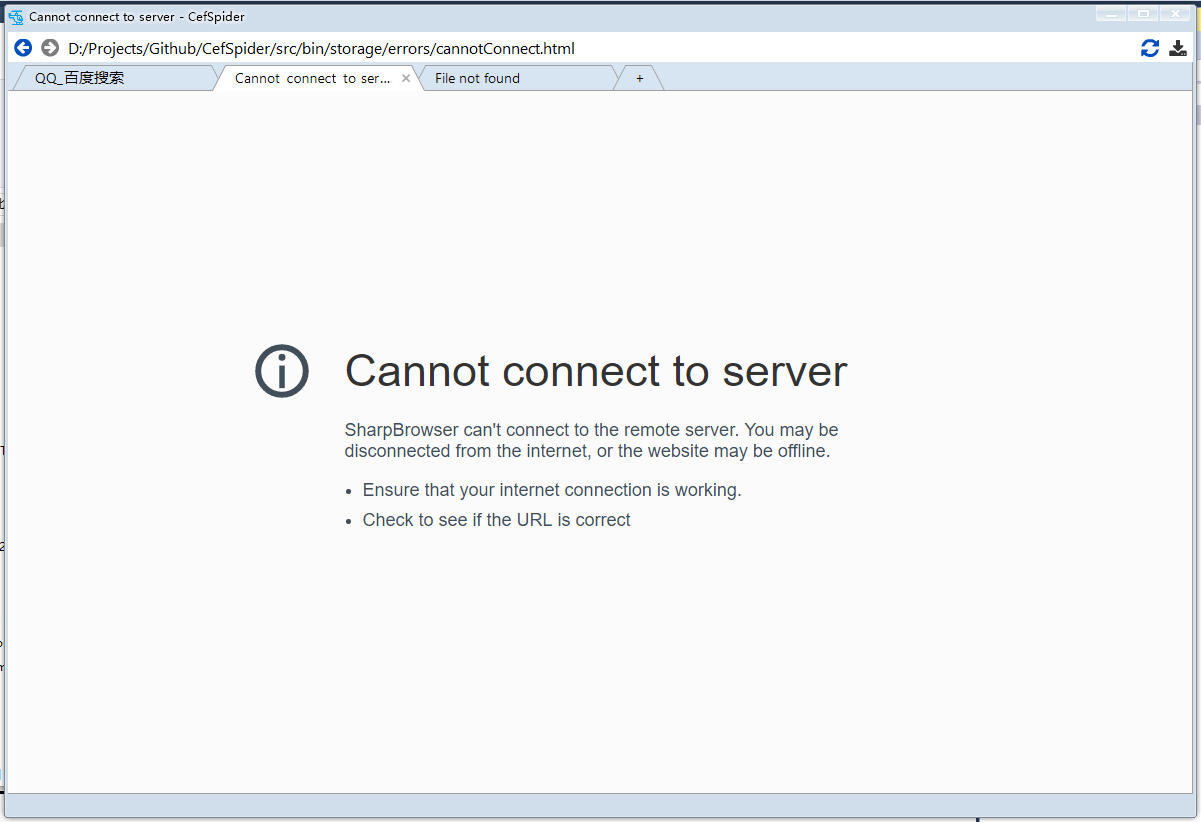 Cannot connect to server - CefSpider
D:/Projects/Github/CefSpider/src/bin/storage/errors/cannotConnect.html
QQ_百度搜索 Cannot connect to ser... × File not found +
Cannot connect to server
SharpBrowser can't connect to the remote server. You may be
disconnected from the internet, or the website may be offline.
• Ensure that your internet connection is working.
• Check to see if the URL is correct